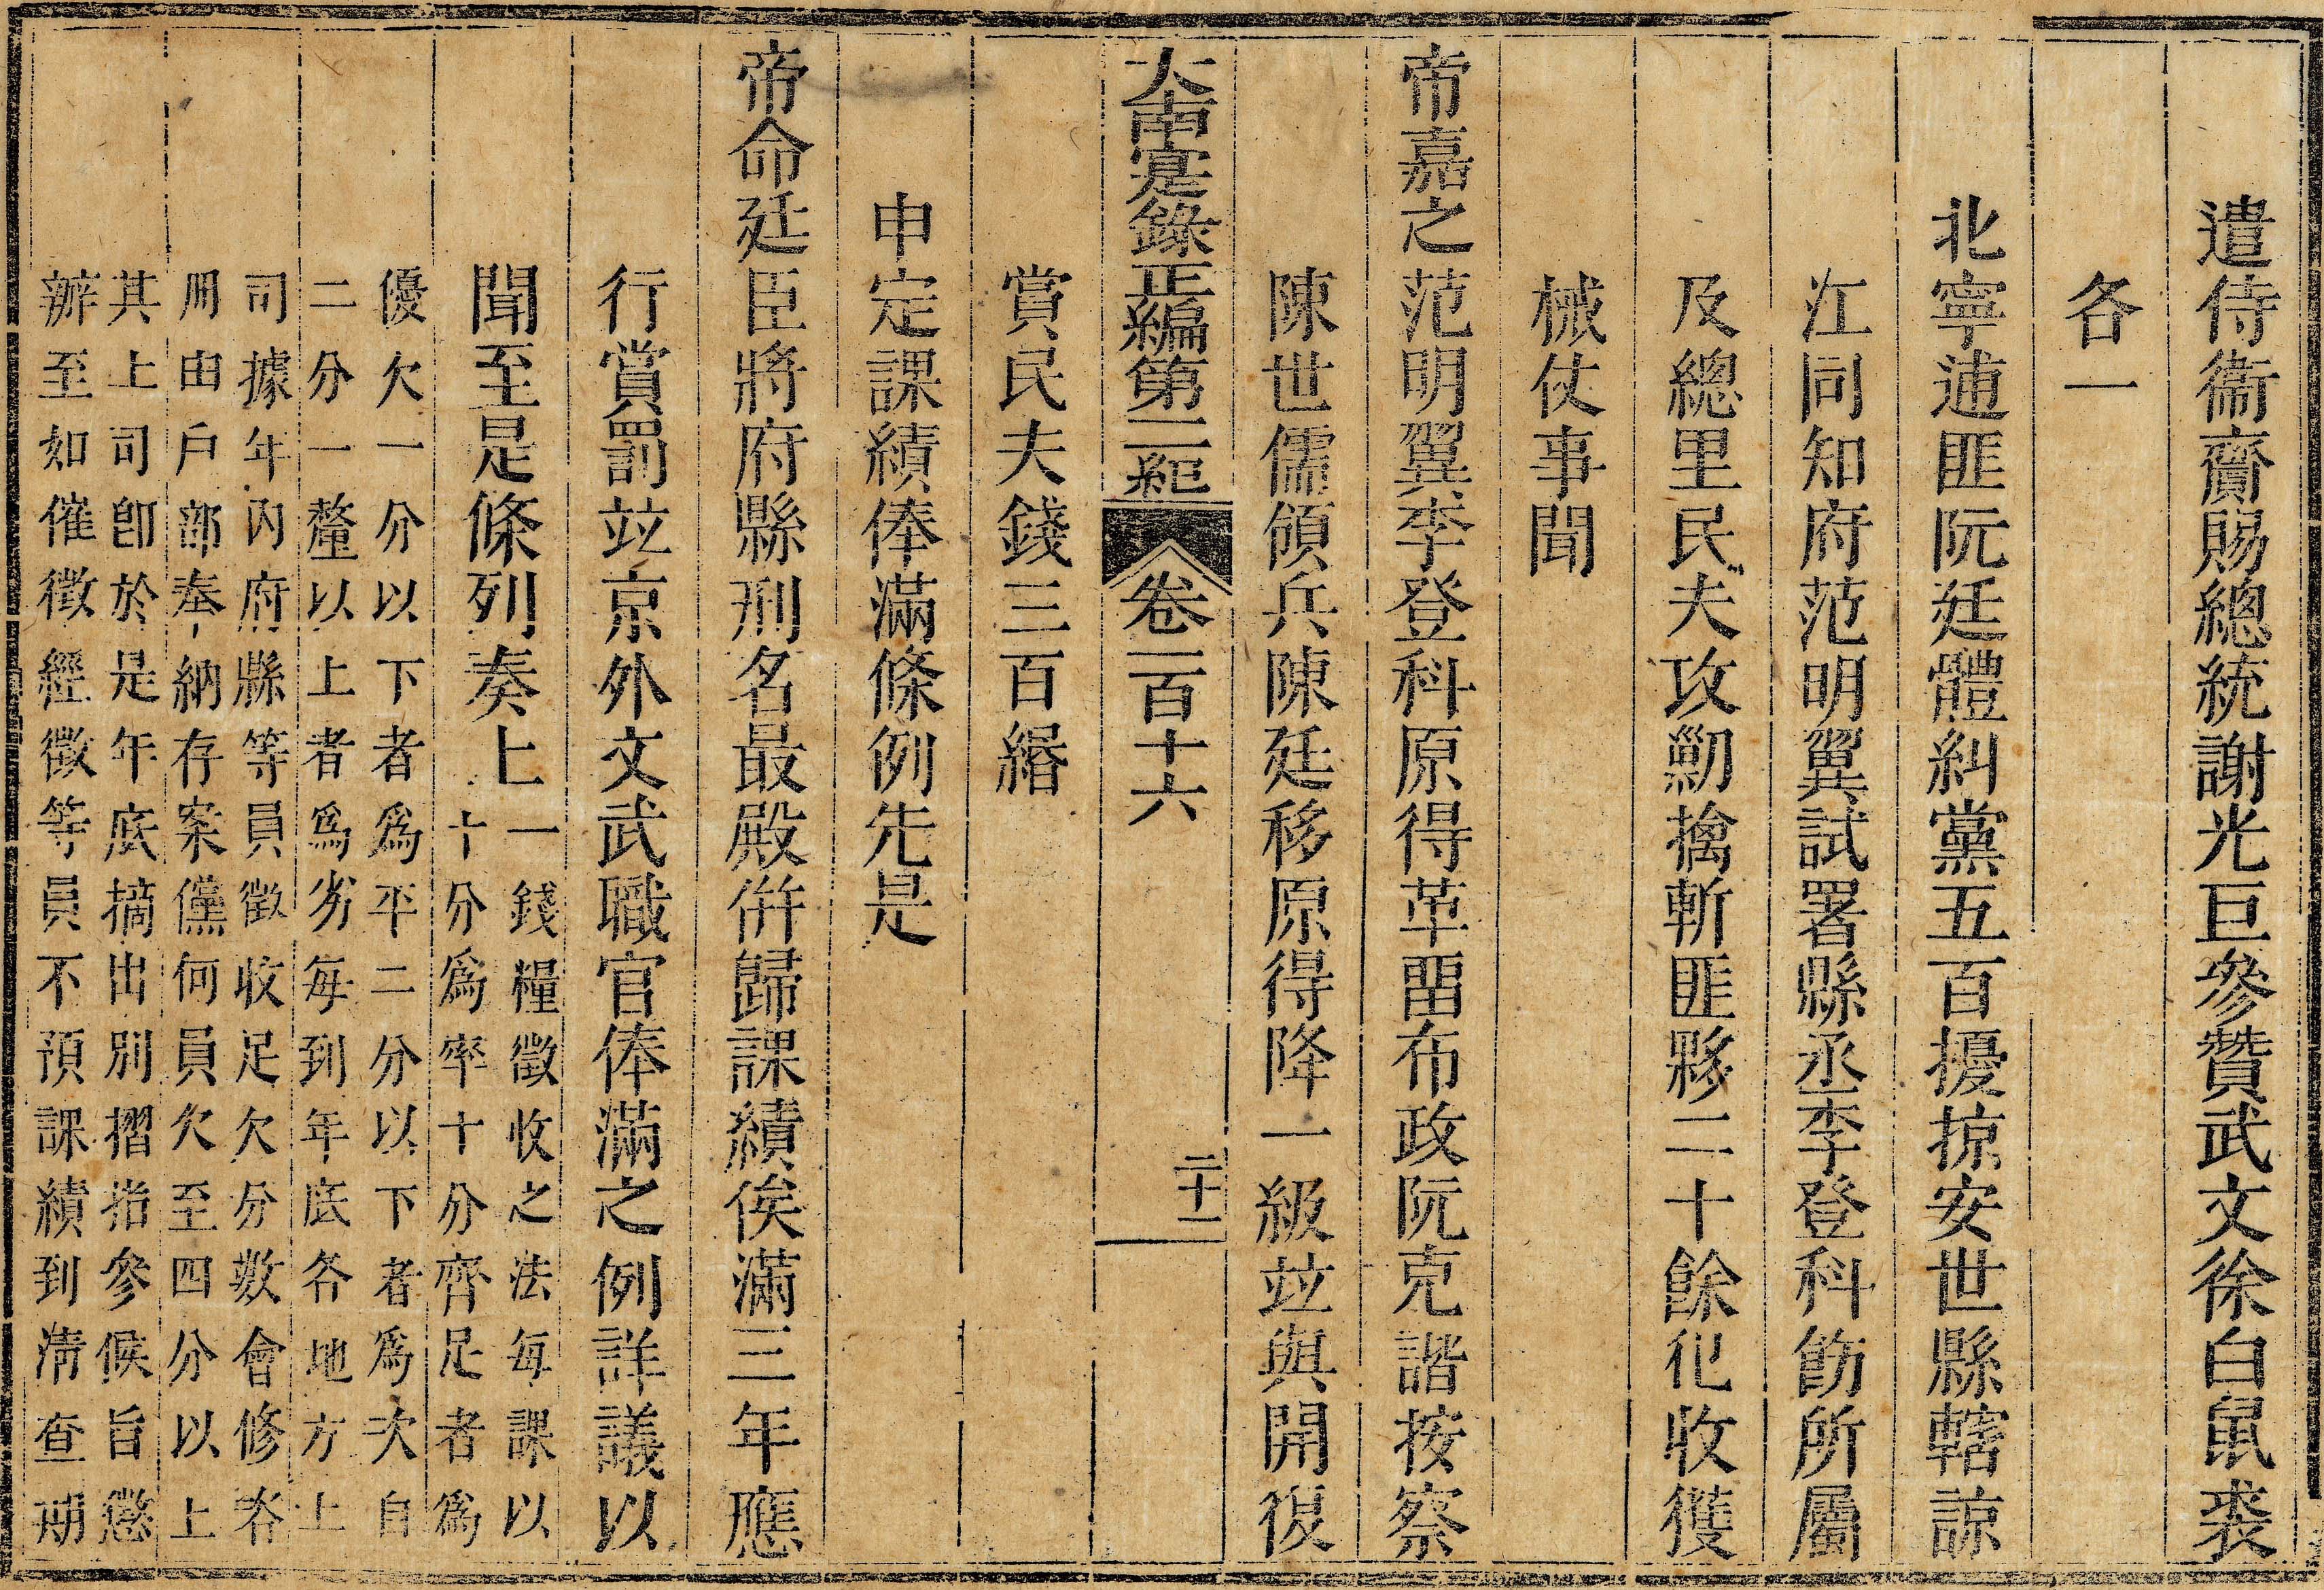 遣侍衞齎賜總統謝光巨參贊武文徐白鼠裘
各一
北寧逋匪阮廷體糾黨五百擾掠安世縣轄諒
江同知府范明翼試署縣丞李登科飭所屬
及總里民夫攻勦擒斬匪夥二十餘犯收獲
械仗事聞
帝嘉之范明翼李登科原得革畱布政阮克諧按察
陳世儒領兵陳廷移原得降一級竝與開復
大南寔錄正編第二紀 卷二百十六 二十二
賞民夫錢三百緡
申定課績俸滿條例先是
帝命廷臣將府縣刑名最殿併歸課績俟滿三年應
行賞罰竝京外文武職官俸滿之例詳議以
聞至是條列奏上一錢糧徵收之法每課以
十分爲率十分齊足者爲
優欠一分以下者爲平二分以下者爲次自
二分一釐以上者爲劣每到年底各地方上
司據年內府縣等員徵收足欠分數會修咨
冊由戶部奉納存案儻何員欠至四分以上
其上司卽於是年底摘出別摺指參候旨懲
辦至如催徵經徵等員不預課績到淸查期